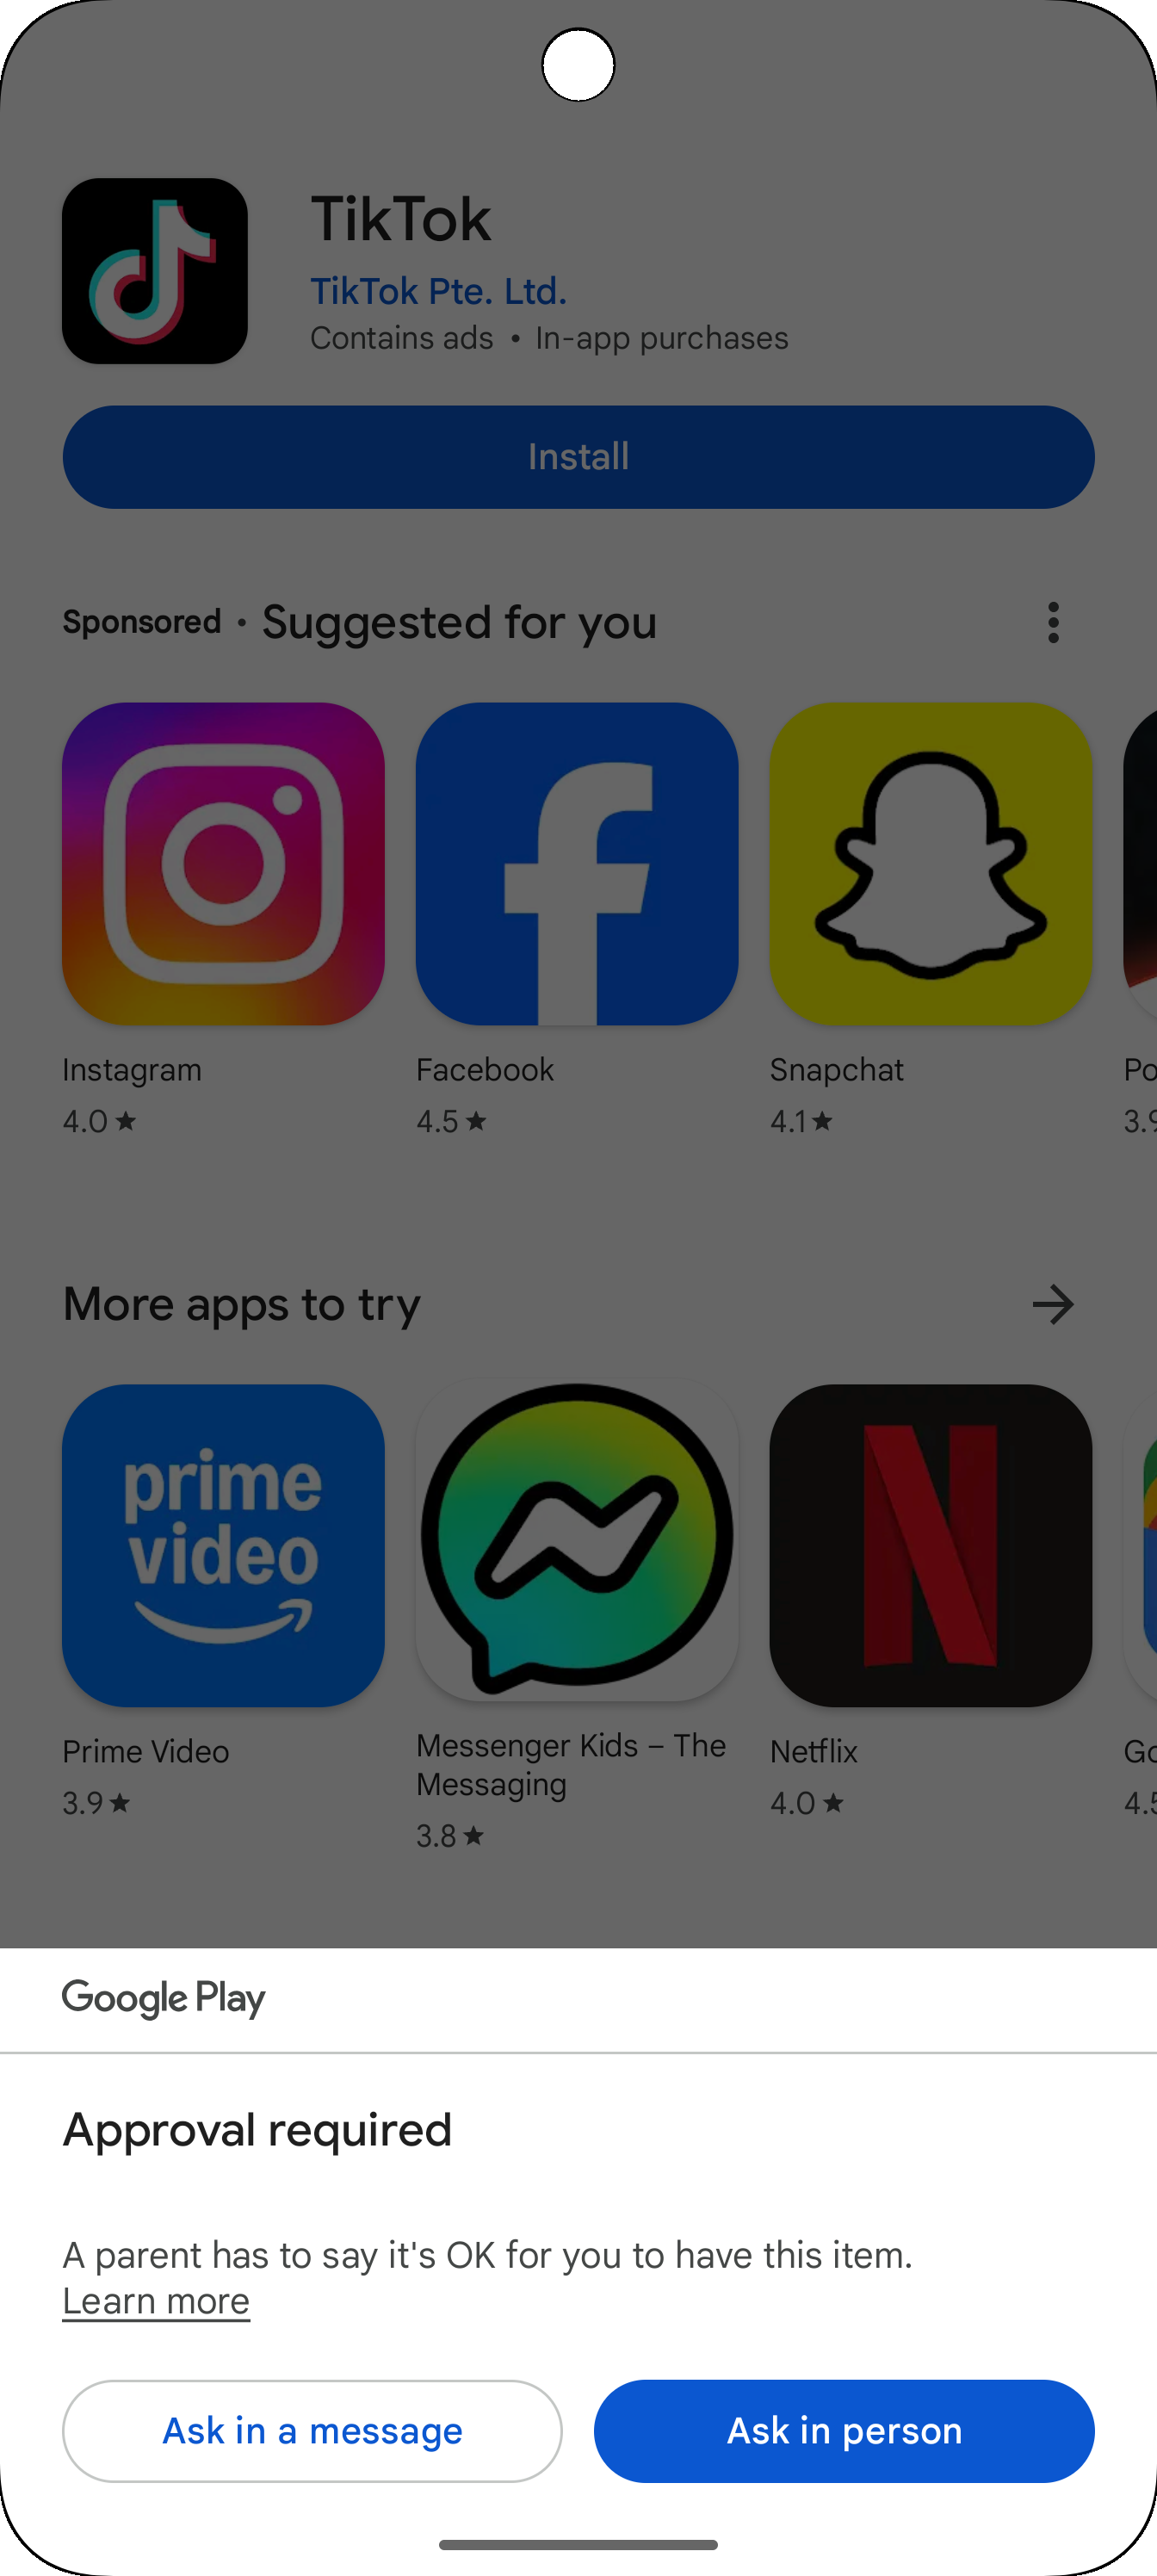 TikTok
TikTok Pte. Ltd.
Contains ads • In-app purchases
Install
Sponsored • Suggested for you
Instagram
4.0 ★
Facebook
4.5 ★
Snapchat
4.1 ★
Po
3.9
More apps to try
prime
video
Prime Video
3.9 ★
Messenger Kids – The
Messaging
3.8 ★
Netflix
4.0 ★
Go
4.5
Google Play
Approval required
A parent has to say it's OK for you to have this item.
Learn more
Ask in a message
Ask in person